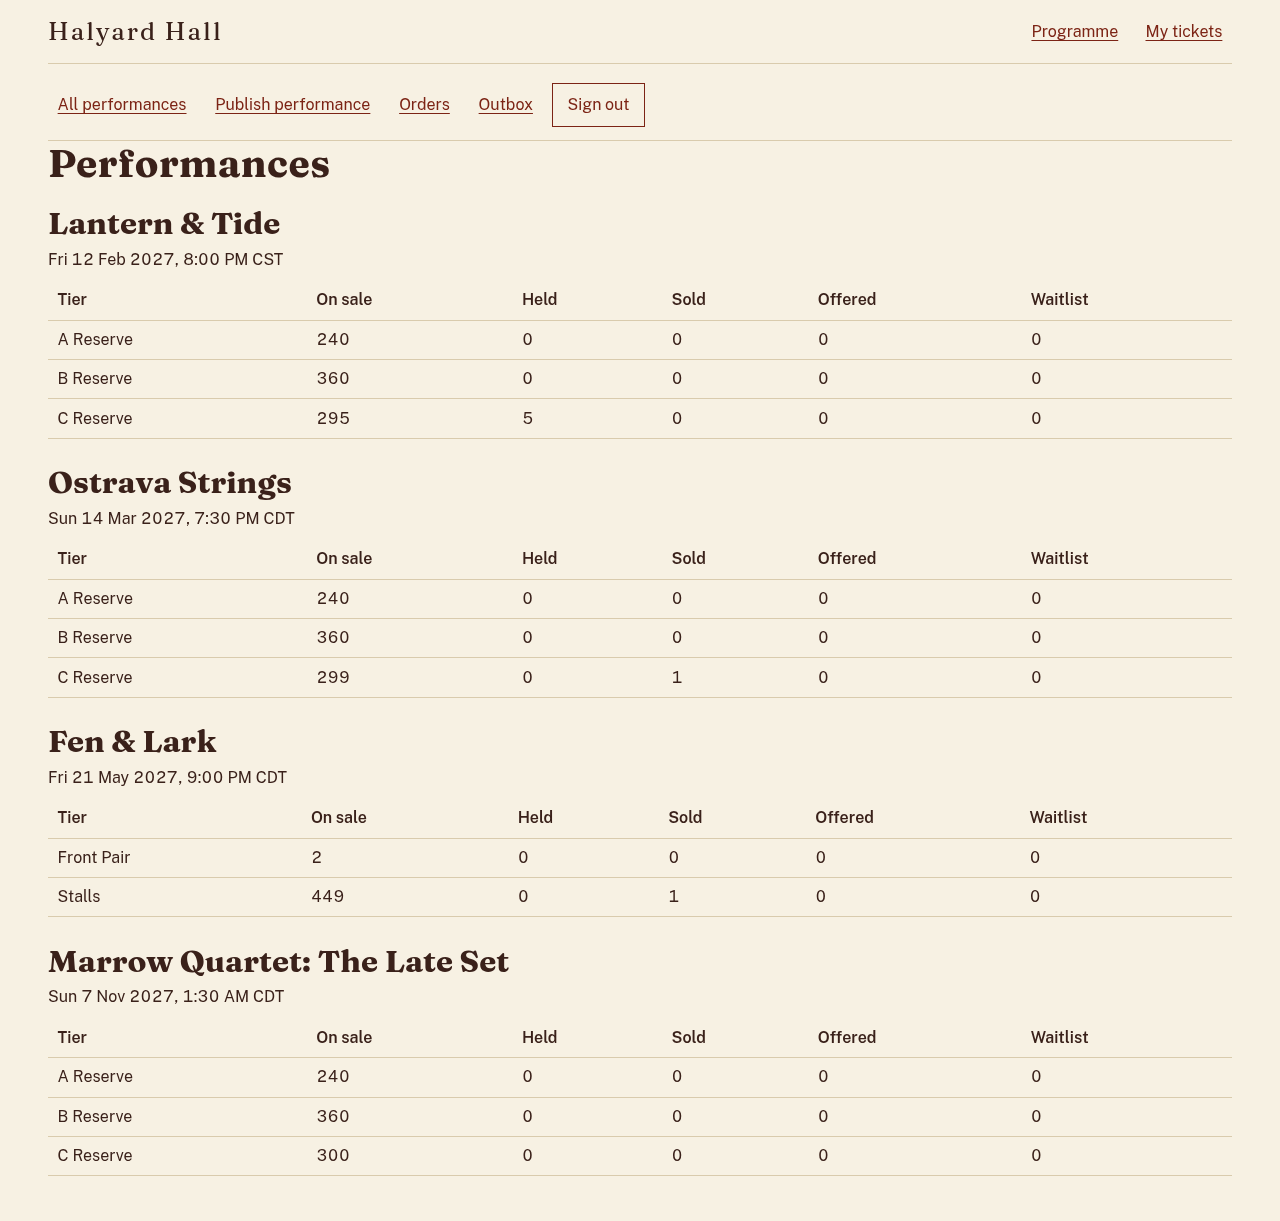 Halyard Hall
Programme My tickets
All performances Publish performance Orders Outbox Sign out
Performances
Lantern & Tide
Fri 12 Feb 2027, 8:00 PM CST
Tier On sale Held Sold Offered Waitlist
A Reserve 240 0 0 0 0
B Reserve 360 0 0 0 0
C Reserve 295 5 0 0 0
Ostrava Strings
Sun 14 Mar 2027, 7:30 PM CDT
Tier On sale Held Sold Offered Waitlist
A Reserve 240 0 0 0 0
B Reserve 360 0 0 0 0
C Reserve 299 0 1 0 0
Fen & Lark
Fri 21 May 2027, 9:00 PM CDT
Tier On sale Held Sold Offered Waitlist
Front Pair 2 0 0 0 0
Stalls 449 0 1 0 0
Marrow Quartet: The Late Set
Sun 7 Nov 2027, 1:30 AM CDT
Tier On sale Held Sold Offered Waitlist
A Reserve 240 0 0 0 0
B Reserve 360 0 0 0 0
C Reserve 300 0 0 0 0